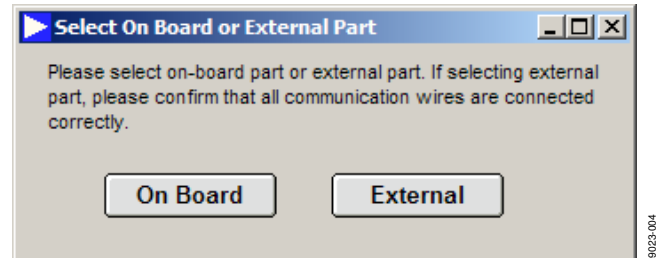 Select On Board or External Part
Please select on-board part or external part. If selecting external
part, please confirm that all communication wires are connected
correctly.
On Board External
9023-004